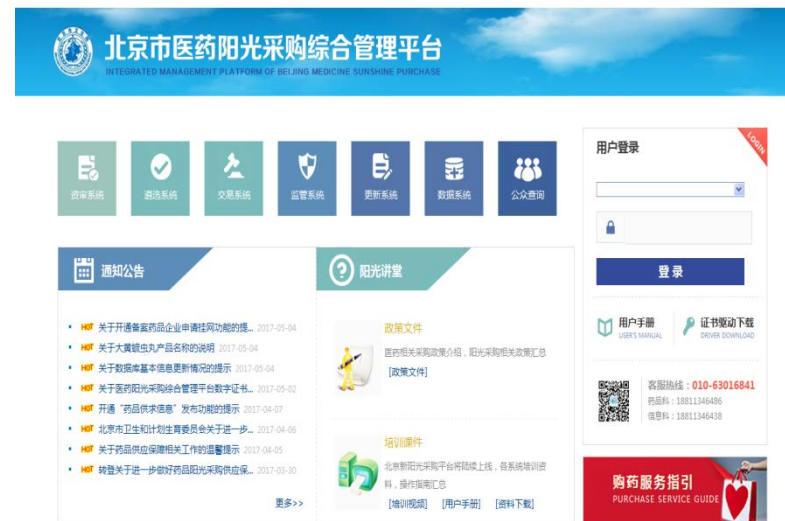 北京市医药阳光采购综合管理平台
INTEGRATED MANAGEMENT PLATFORM OF BEIJING MEDICINE SUNSHINE PURCHASE
资审系统
遴选系统
交易系统
监管系统
更新系统
数据系统
公众查询
用户登录
LOGIN
登录
用户手册
USER'S MANUAL
证书驱动下载
DRIVER DOWNLOAD
客服热线：010-63016841
药品科：18811346486
信息科：18811346438
购药服务指引
PURCHASE SERVICE GUIDE
通知公告
HOT 关于开通备案药品企业申请挂网功能的提... 2017-05-04
HOT 关于大黄蟅虫丸产品名称的说明 2017-05-04
HOT 关于数据库基本信息更新情况的提示 2017-05-04
HOT 关于医药阳光采购综合管理平台数字证书... 2017-05-02
HOT 开通“药品供求信息”发布功能的提示 2017-04-07
HOT 北京市卫生和计划生育委员会关于进一步... 2017-04-06
HOT 关于药品供应保障相关工作的温馨提示 2017-04-05
HOT 转登关于进一步做好药品阳光采购供应保... 2017-03-30
更多>>
阳光讲堂
政策文件
医药相关采购政策介绍，阳光采购相关政策汇总
[政策文件]
培训课件
北京新阳光采购平台将陆续上线，各系统培训资
料，操作指南汇总
[培训视频] [用户手册] [资料下载]